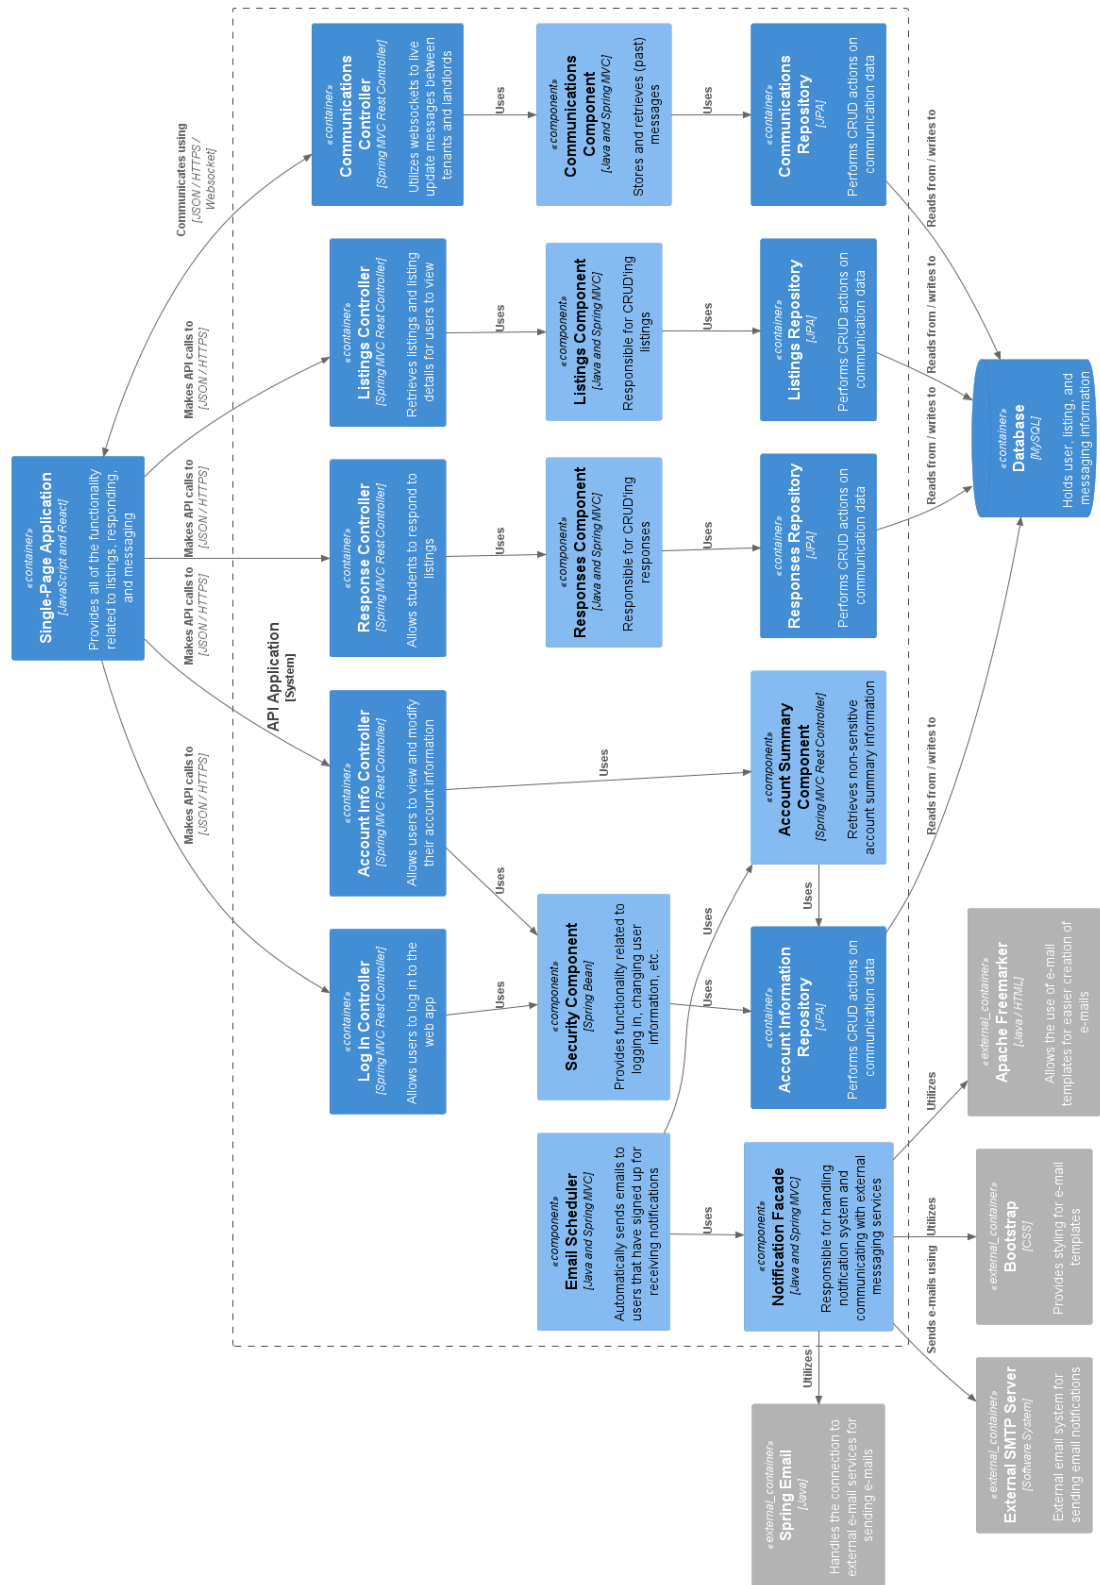 «container»
Single-Page Application
[JavaScript and React]
Provides all of the functionality
related to listings, responding,
and messaging
Makes API calls to
[JSON / HTTPS]
Makes API calls to
[JSON / HTTPS]
Makes API calls to
[JSON / HTTPS]
Makes API calls to
[JSON / HTTPS]
Communicates using
[JSON / HTTPS /
Websocket]
API Application
[System]
«container»
Log In Controller
[Spring MVC Rest Controller]
Allows users to log in to the
web app
«container»
Account Info Controller
[Spring MVC Rest Controller]
Allows users to view and modify
their account information
«container»
Response Controller
[Spring MVC Rest Controller]
Allows students to respond to
listings
«container»
Listings Controller
[Spring MVC Rest Controller]
Retrieves listings and listing
details for users to view
«container»
Communications
Controller
[Spring MVC Rest Controller]
Utilizes websockets to live
update messages between
tenants and landlords
Uses
Uses
Uses
Uses
Uses
Uses
«component»
Email Scheduler
[Java and Spring MVC]
Automatically sends emails to
users that have signed up for
receiving notifications
«component»
Security Component
[Spring Bean]
Provides functionality related to
logging in, changing user
information, etc.
«component»
Responses Component
[Java and Spring MVC]
Responsible for CRUD'ing
responses
«component»
Listings Component
[Java and Spring MVC]
Responsible for CRUD'ing
listings
«component»
Communications
Component
[Java and Spring MVC]
Stores and retrieves (past)
messages
Uses
Uses
Uses
Uses
Uses
Uses
«component»
Notification Facade
[Java and Spring MVC]
Responsible for handling
notification system and
communicating with external
messaging services
«container»
Account Information
Repository
[JPA]
Performs CRUD actions on
communication data
Uses
«component»
Account Summary
Component
[Spring MVC Rest Controller]
Retrieves non-sensitive
account summary information
«container»
Responses Repository
[JPA]
Performs CRUD actions on
communication data
«container»
Listings Repository
[JPA]
Performs CRUD actions on
communication data
«container»
Communications
Repository
[JPA]
Performs CRUD actions on
communication data
Utilizes
Sends e-mails using
Utilizes
Utilizes
Reads from / writes to
Reads from / writes to
Reads from / writes to
Reads from / writes to
«external_container»
Spring Email
[Java]
Handles the connection to
external e-mail services for
sending e-mails
«external_container»
External SMTP Server
[Software System]
External email system for
sending email notifications
«external_container»
Bootstrap
[CSS]
Provides styling for e-mail
templates
«external_container»
Apache Freemarker
[Java / HTML]
Allows the use of e-mail
templates for easier creation of
e-mails
«container»
Database
[MySQL]
Holds user, listing, and
messaging information